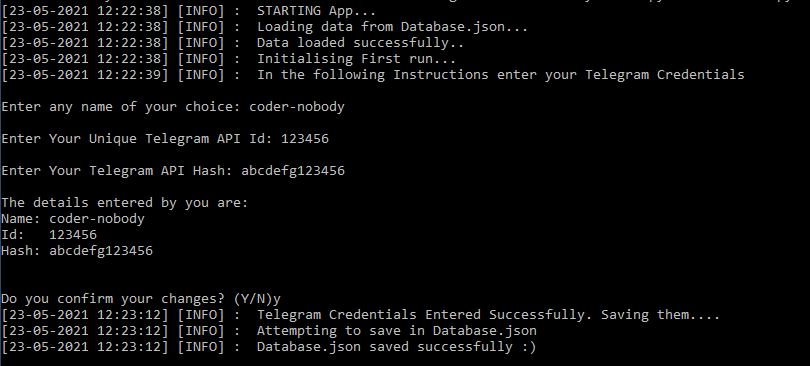 [23-05-2021 12:22:38] [INFO] :  STARTING App...
[23-05-2021 12:22:38] [INFO] :  Loading data from Database.json...
[23-05-2021 12:22:38] [INFO] :  Data loaded successfully..
[23-05-2021 12:22:38] [INFO] :  Initialising First run...
[23-05-2021 12:22:39] [INFO] :  In the following Instructions enter your Telegram Credentials
Enter any name of your choice: coder-nobody
Enter Your Unique Telegram API Id: 123456
Enter Your Telegram API Hash: abcdefg123456
The details entered by you are:
Name: coder-nobody
Id:   123456
Hash: abcdefg123456
Do you confirm your changes? (Y/N)y
[23-05-2021 12:23:12] [INFO] :  Telegram Credentials Entered Successfully. Saving them....
[23-05-2021 12:23:12] [INFO] :  Attempting to save in Database.json
[23-05-2021 12:23:12] [INFO] :  Database.json saved successfully :)